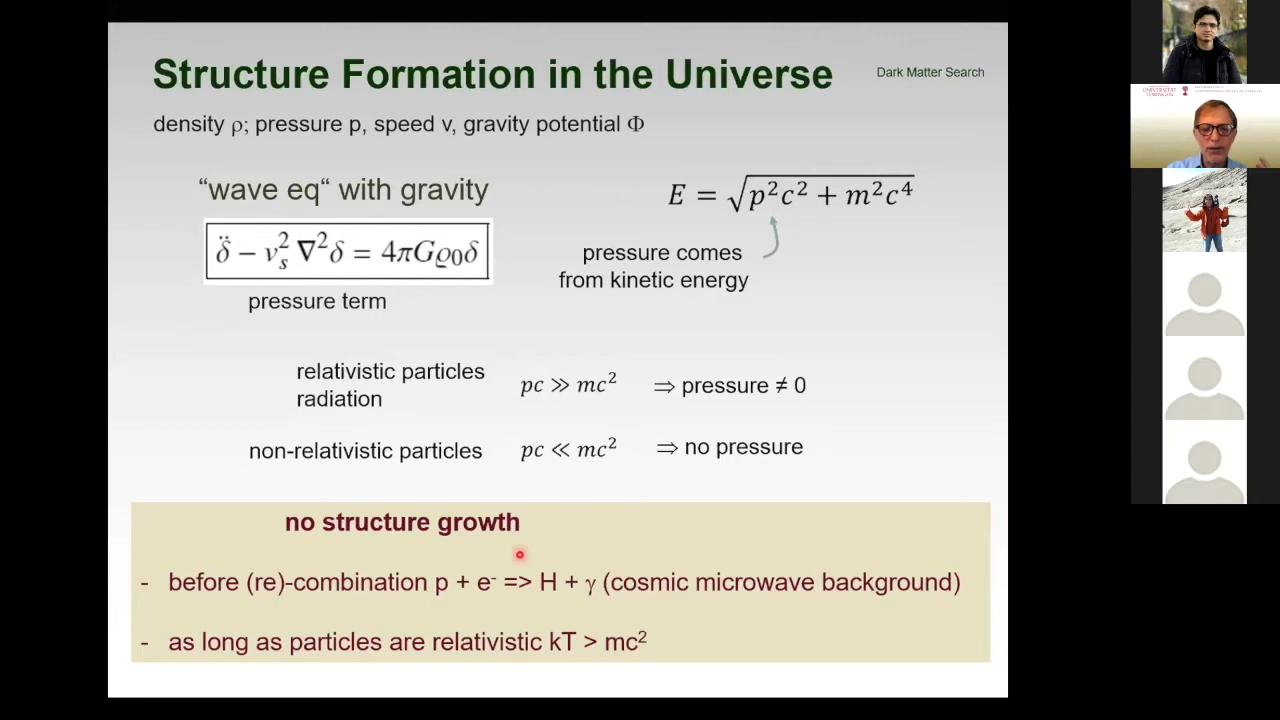 Structure Formation in the Universe
Dark Matter Search
density ρ; pressure p, speed v, gravity potential Φ
“wave eq“ with gravity
E = √(p²c² + m²c⁴)
δ̈ − v_s² ∇²δ = 4πGϱ₀δ
pressure comes
from kinetic energy
pressure term
relativistic particles
radiation
pc ≫ mc²
⇒ pressure ≠ 0
non-relativistic particles
pc ≪ mc²
⇒ no pressure
no structure growth
- before (re)-combination p + e⁻ => H + γ (cosmic microwave background)
- as long as particles are relativistic kT > mc²
UNIVERSITÄT
TÜBINGEN